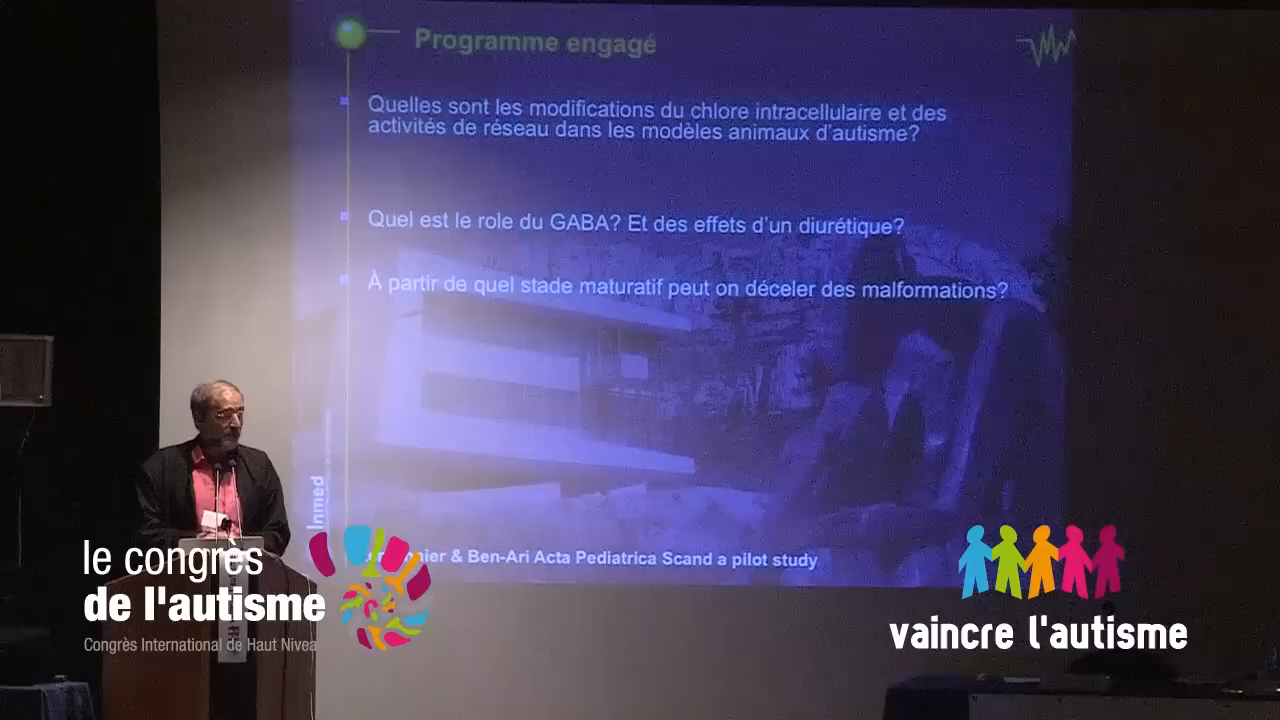 Programme engagé
Quelles sont les modifications du chlore intracellulaire et des
activités de réseau dans les modèles animaux d'autisme?
Quel est le role du GABA? Et des effets d'un diurétique?
À partir de quel stade maturatif peut on déceler des malformations?
Inmed
& Ben-Ari Acta Pediatrica Scand a pilot study
le congrès
de l'autisme
Congrès International de Haut Nivea
vaincre l'autisme